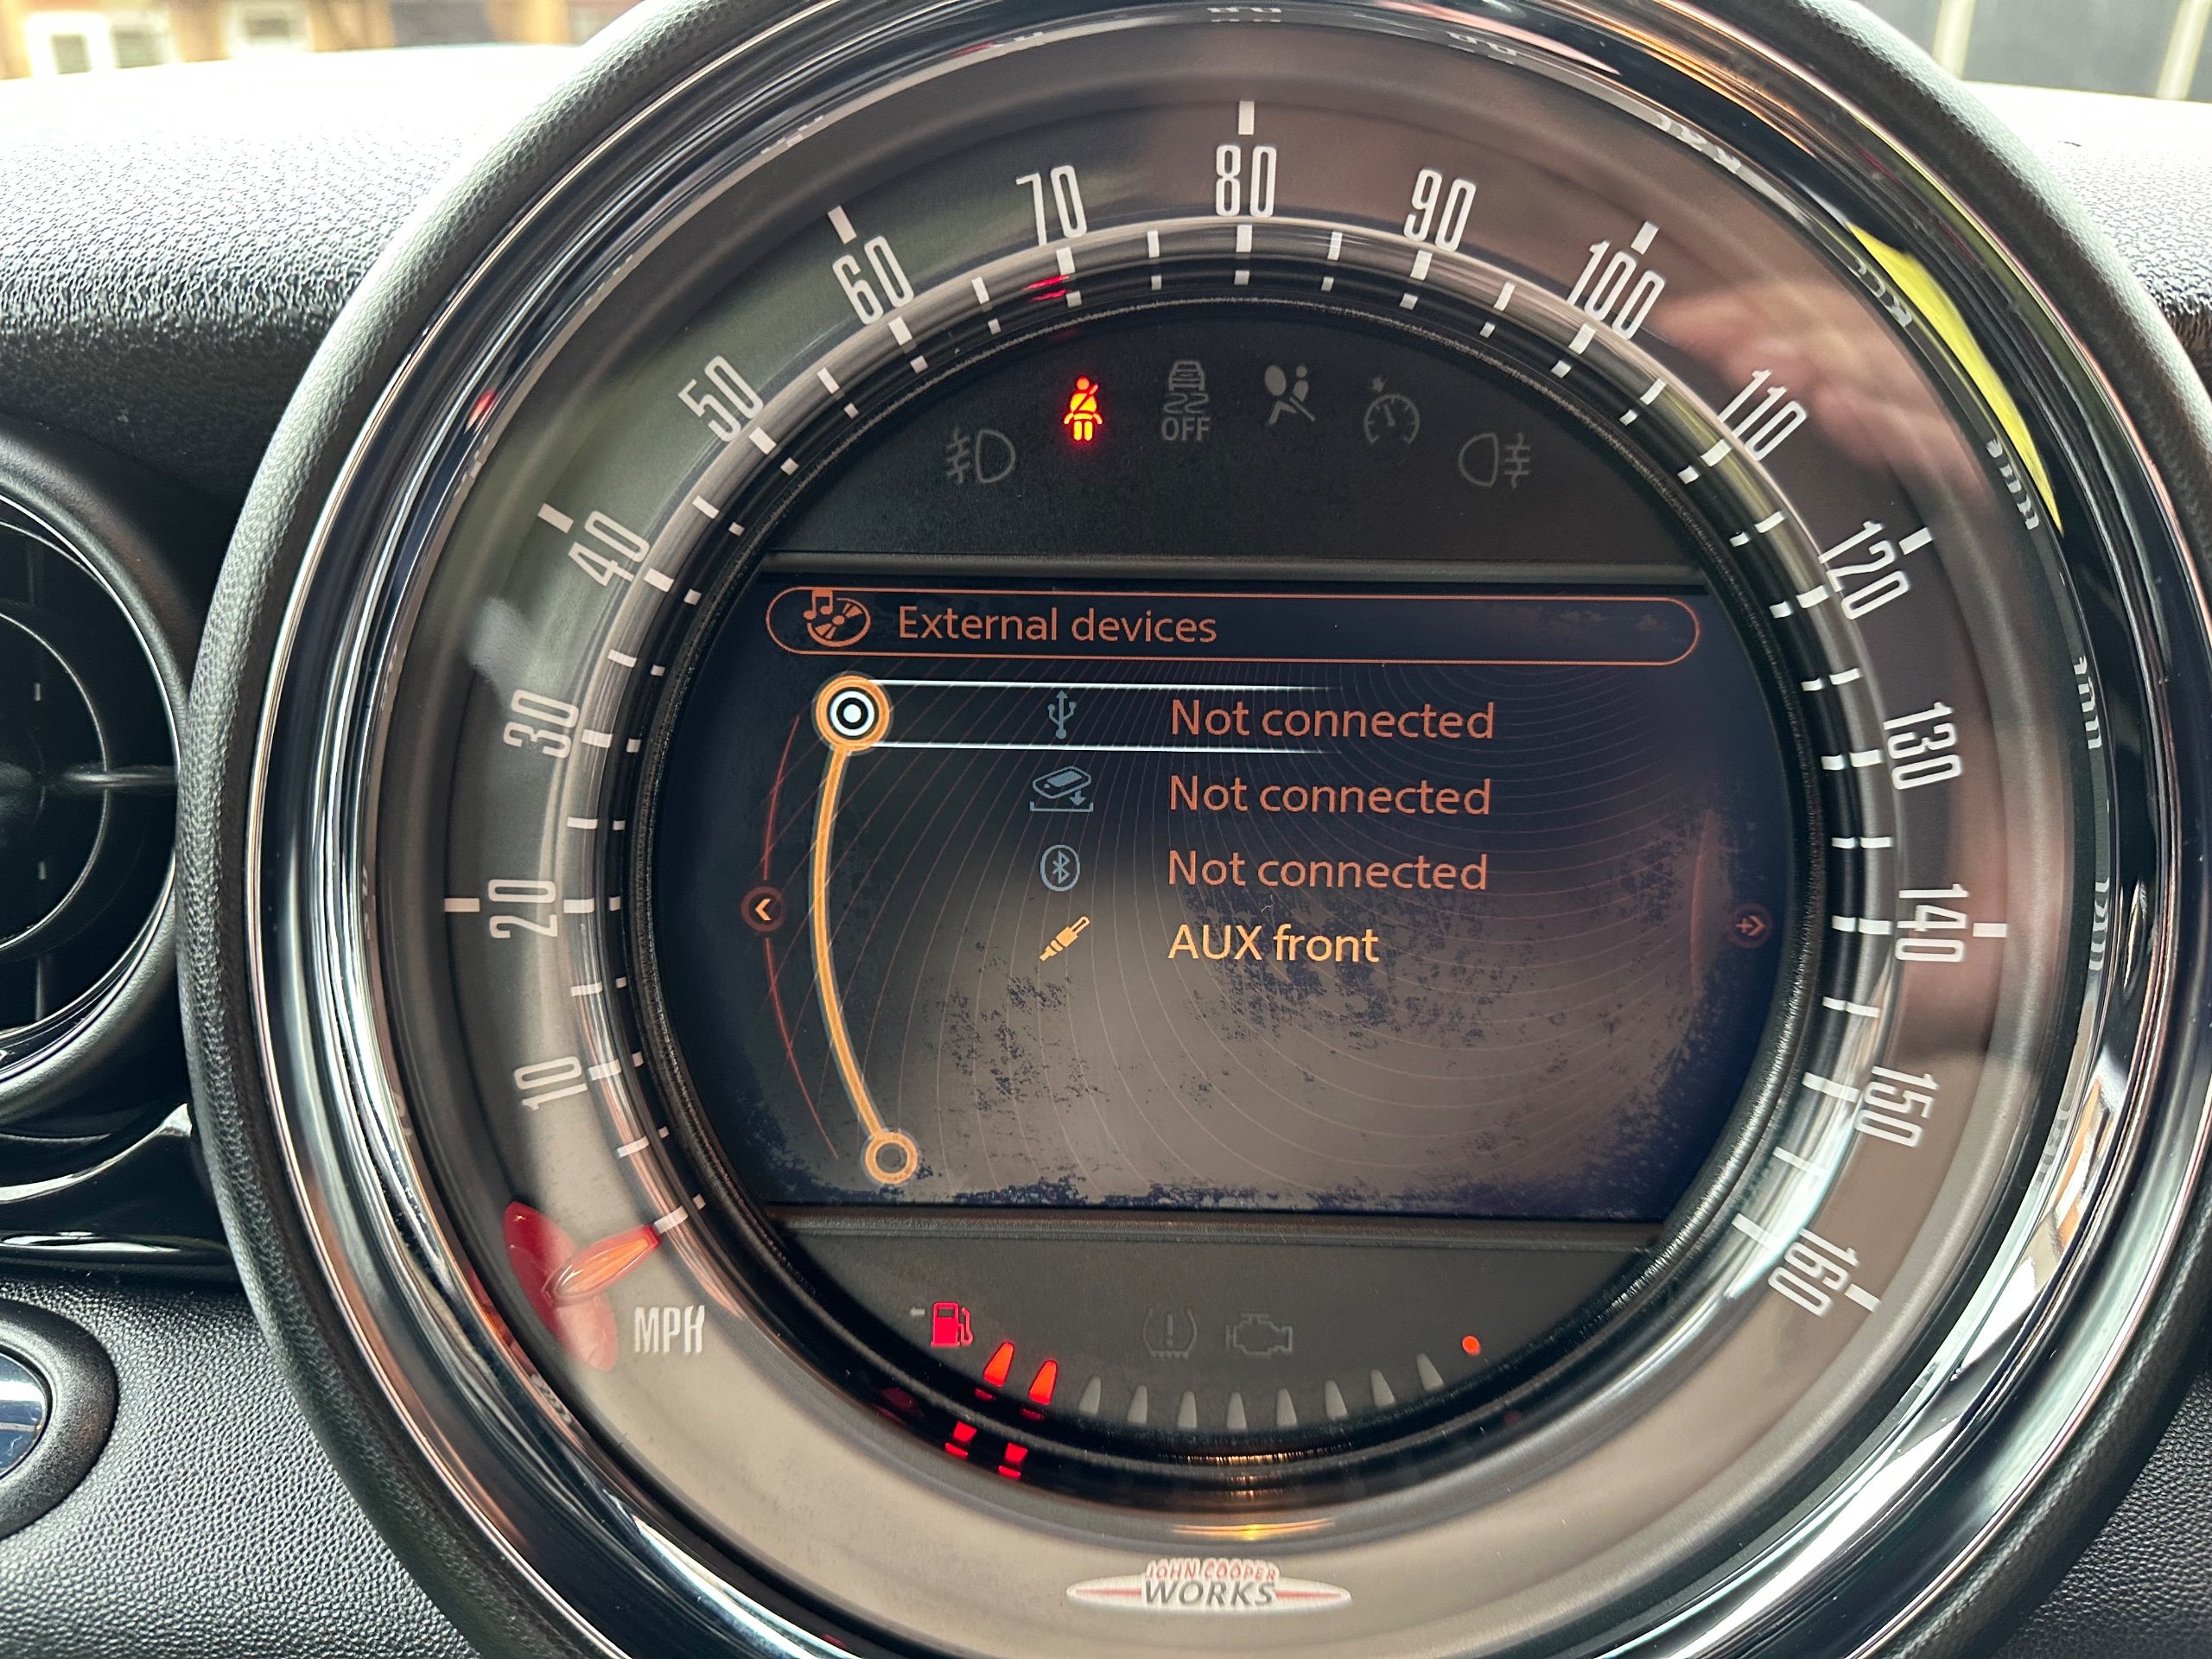 80
70
90
60
100
50
110
OFF
40
120
External devices
30
Not connected
130
Not connected
Not connected
20
AUX front
140
10
150
160
MPH
JOHN COOPER
WORKS